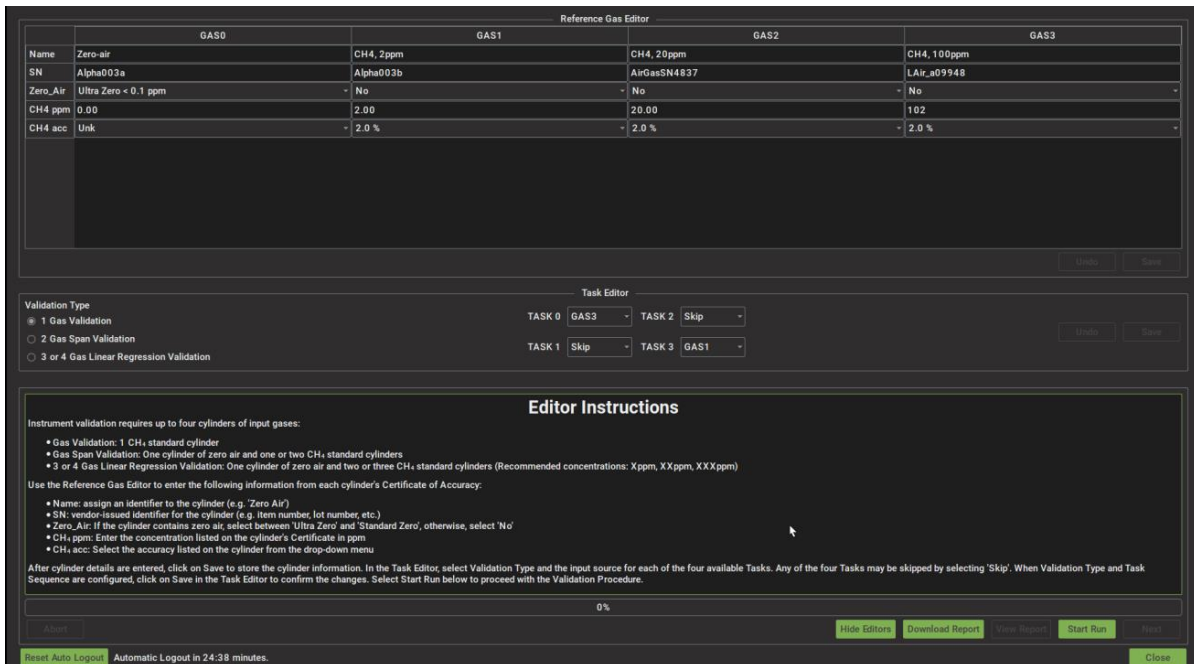 Reference Gas Editor
GAS0 GAS1 GAS2 GAS3
Name Zero-air CH4, 2ppm CH4, 20ppm CH4, 100ppm
SN Alpha003a Alpha003b AirGasSN4837 LAir_a09948
Zero_Air Ultra Zero < 0.1 ppm No No No
CH4 ppm 0.00 2.00 20.00 102
CH4 acc Unk 2.0 % 2.0 % 2.0 %
Undo Save
Task Editor
Validation Type
1 Gas Validation
2 Gas Span Validation
3 or 4 Gas Linear Regression Validation
TASK 0 GAS3 TASK 2 Skip
TASK 1 Skip TASK 3 GAS1
Undo Save
Editor Instructions
Instrument validation requires up to four cylinders of input gases:
• Gas Validation: 1 CH₄ standard cylinder
• Gas Span Validation: One cylinder of zero air and one or two CH₄ standard cylinders
• 3 or 4 Gas Linear Regression Validation: One cylinder of zero air and two or three CH₄ standard cylinders (Recommended concentrations: Xppm, XXppm, XXXppm)
Use the Reference Gas Editor to enter the following information from each cylinder's Certificate of Accuracy:
• Name: assign an identifier to the cylinder (e.g. 'Zero Air')
• SN: vendor-issued identifier for the cylinder (e.g. item number, lot number, etc.)
• Zero_Air: If the cylinder contains zero air, select between 'Ultra Zero' and 'Standard Zero', otherwise, select 'No'
• CH₄ ppm: Enter the concentration listed on the cylinder's Certificate in ppm
• CH₄ acc: Select the accuracy listed on the cylinder from the drop-down menu
After cylinder details are entered, click on Save to store the cylinder information. In the Task Editor, select Validation Type and the input source for each of the four available Tasks. Any of the four Tasks may be skipped by selecting 'Skip'. When Validation Type and Task
Sequence are configured, click on Save in the Task Editor to confirm the changes. Select Start Run below to proceed with the Validation Procedure.
0%
Abort Hide Editors Download Report View Report Start Run Next
Reset Auto Logout Automatic Logout in 24:38 minutes. Close